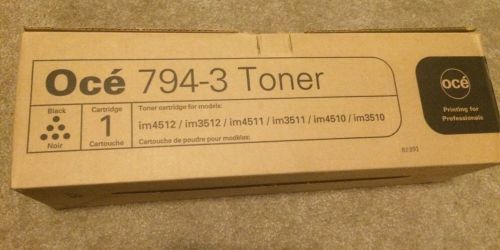 Océ 794-3 Toner
Black
Noir
Cartridge
1
Cartouche
Toner cartridge for models:
im4512 / im3512 / im4511 / im3511 / im4510 / im3510
Cartouche de poudre pour modèles:
océ
Printing for
Professionals